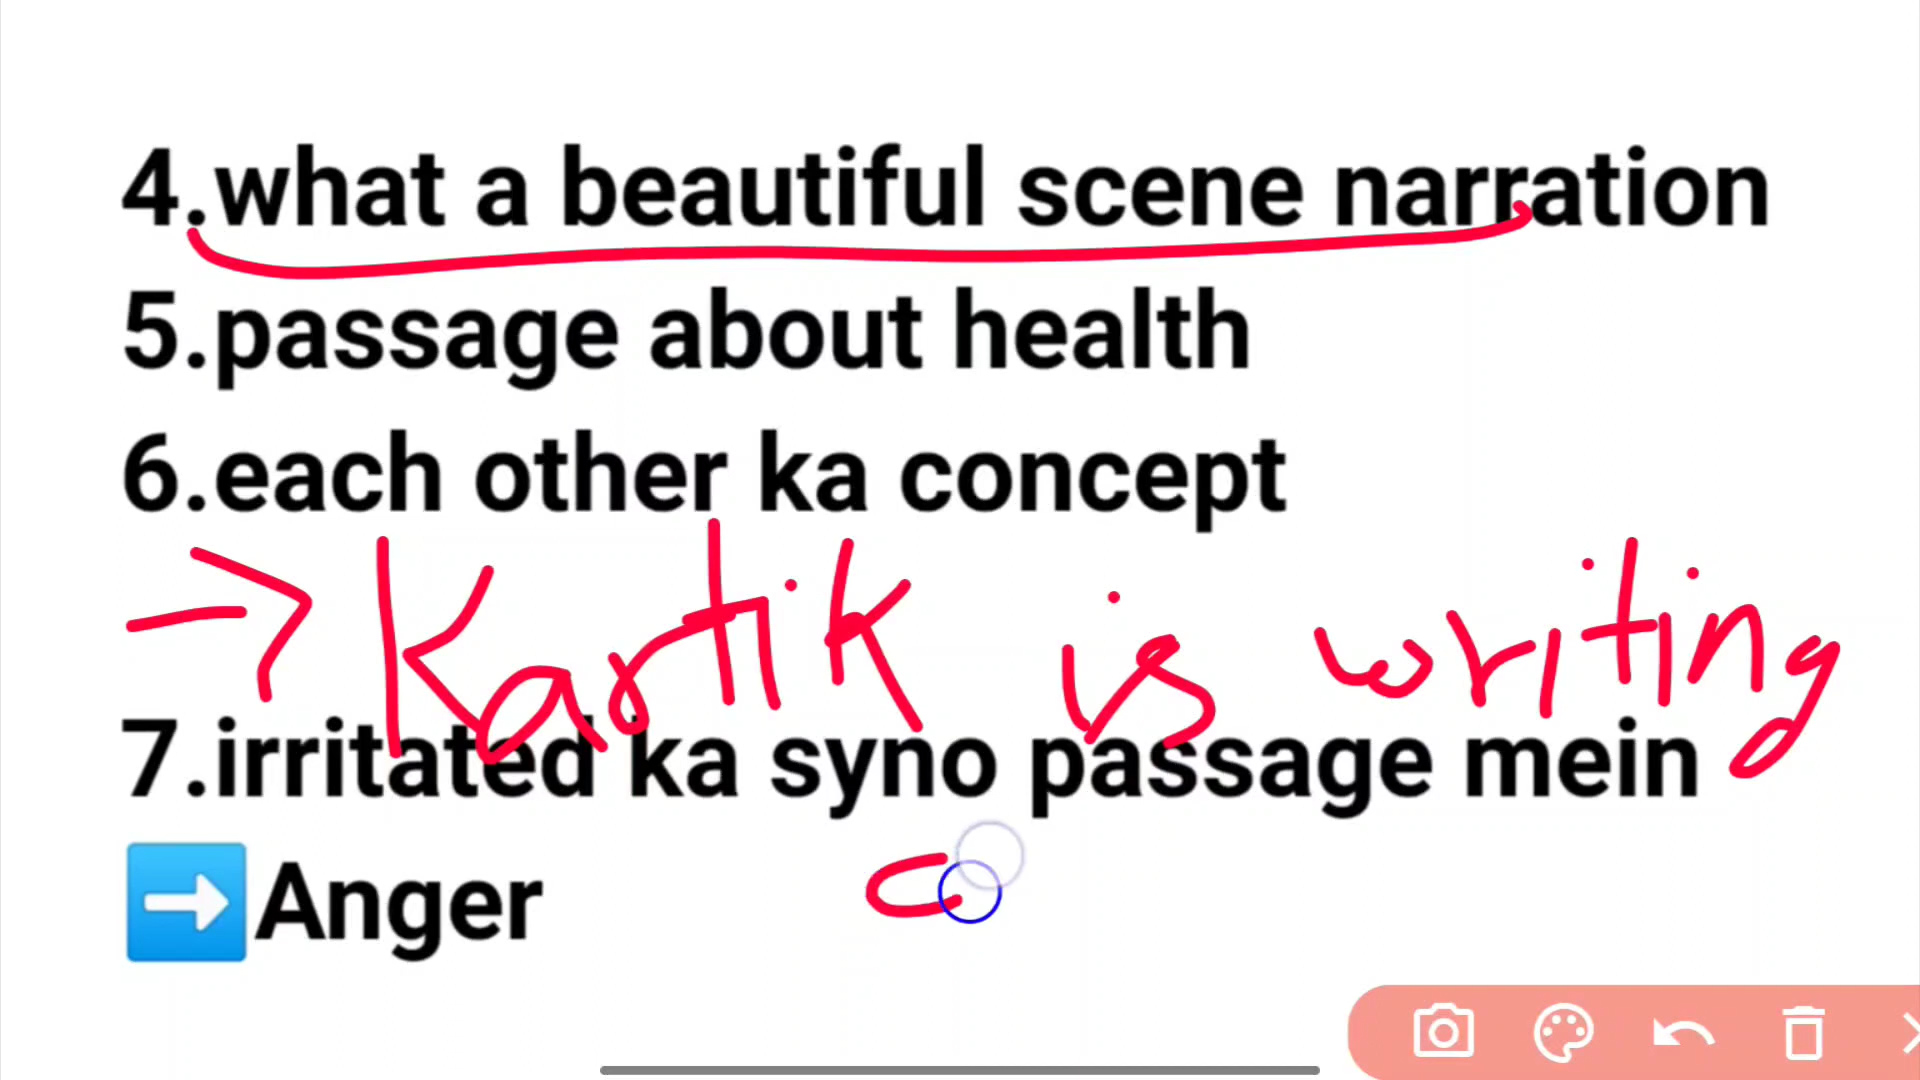 4.what a beautiful scene narration
5.passage about health
6.each other ka concept
Kartik is writing
7.irritated ka syno passage mein
➡Anger